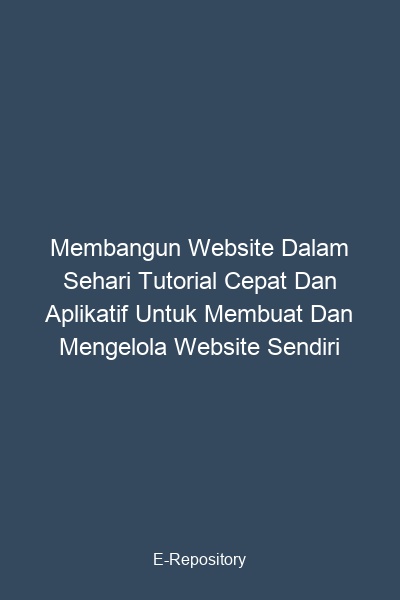 Membangun Website Dalam
Sehari Tutorial Cepat Dan
Aplikatif Untuk Membuat Dan
Mengelola Website Sendiri
E-Repository